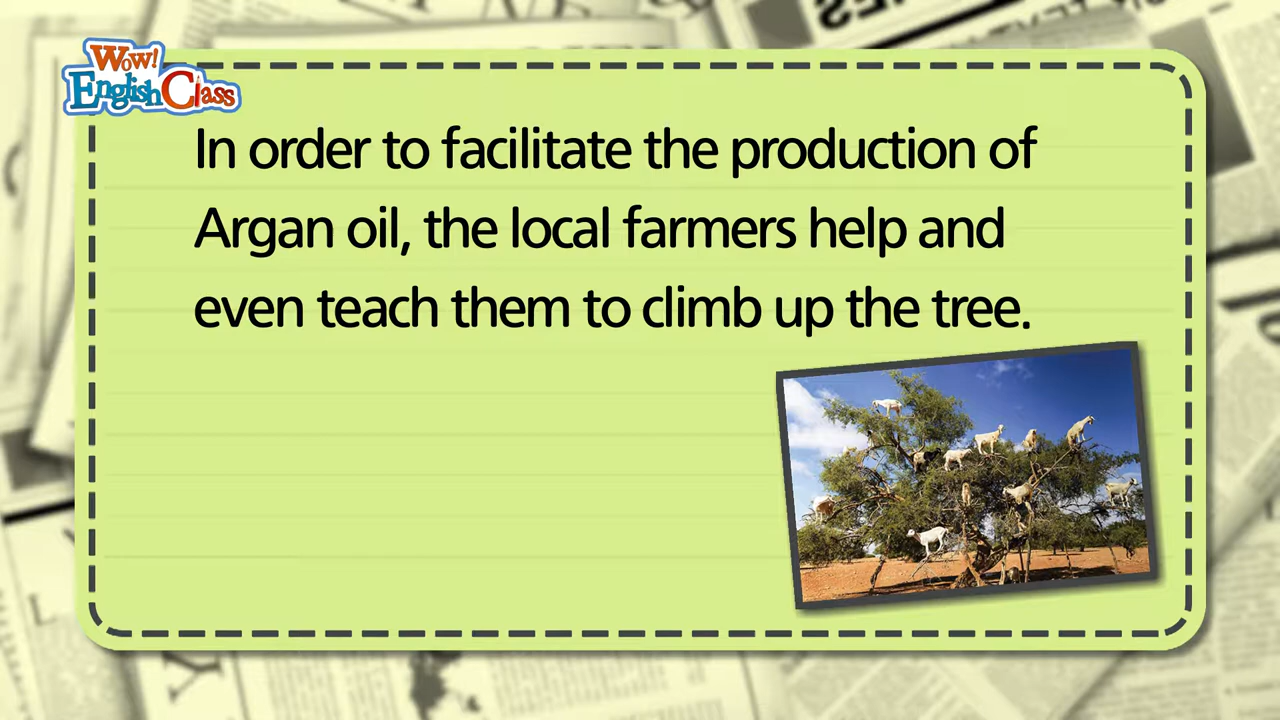 Wow!
English Class
In order to facilitate the production of
Argan oil, the local farmers help and
even teach them to climb up the tree.